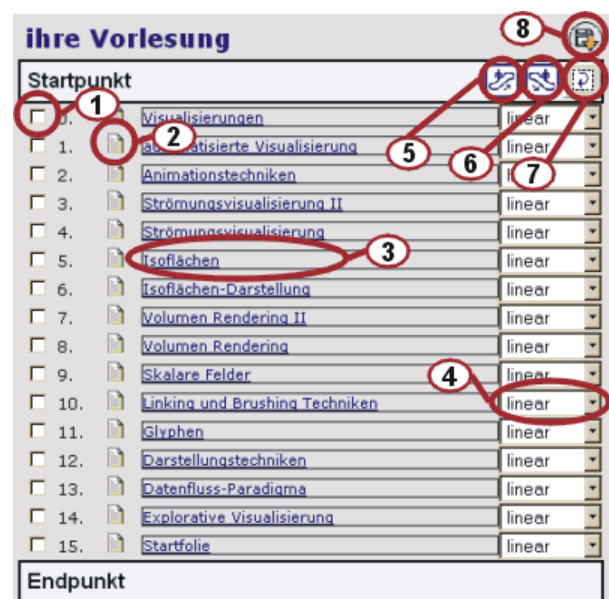 ihre Vorlesung 8
Startpunkt
1
0. Visualisierungen linear
5 6 7
2
1. automatisierte Visualisierung linear
2. Animationstechniken linear
3. Strömungsvisualisierung II linear
4. Strömungsvisualisierung linear
3
5. Isoflächen linear
6. Isoflächen-Darstellung linear
7. Volumen Rendering II linear
8. Volumen Rendering linear
9. Skalare Felder linear
4
10. Linking und Brushing Techniken linear
11. Glyphen linear
12. Darstellungstechniken linear
13. Datenfluss-Paradigma linear
14. Explorative Visualisierung linear
15. Startfolie linear
Endpunkt